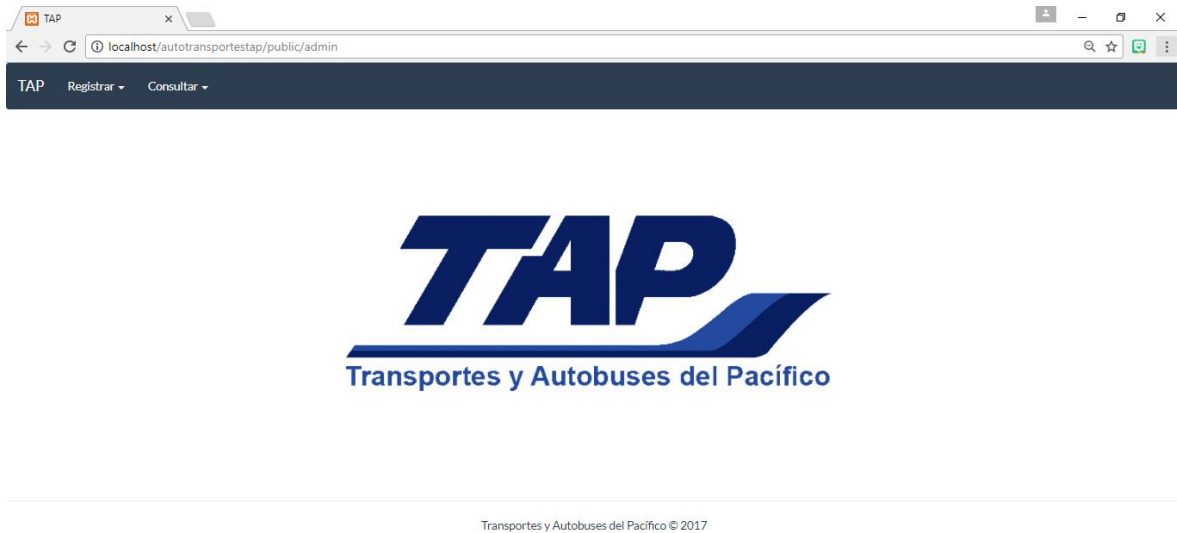 TAP
localhost/autotransportestap/public/admin
TAP Registrar Consultar
TAP
Transportes y Autobuses del Pacífico
Transportes y Autobuses del Pacífico © 2017